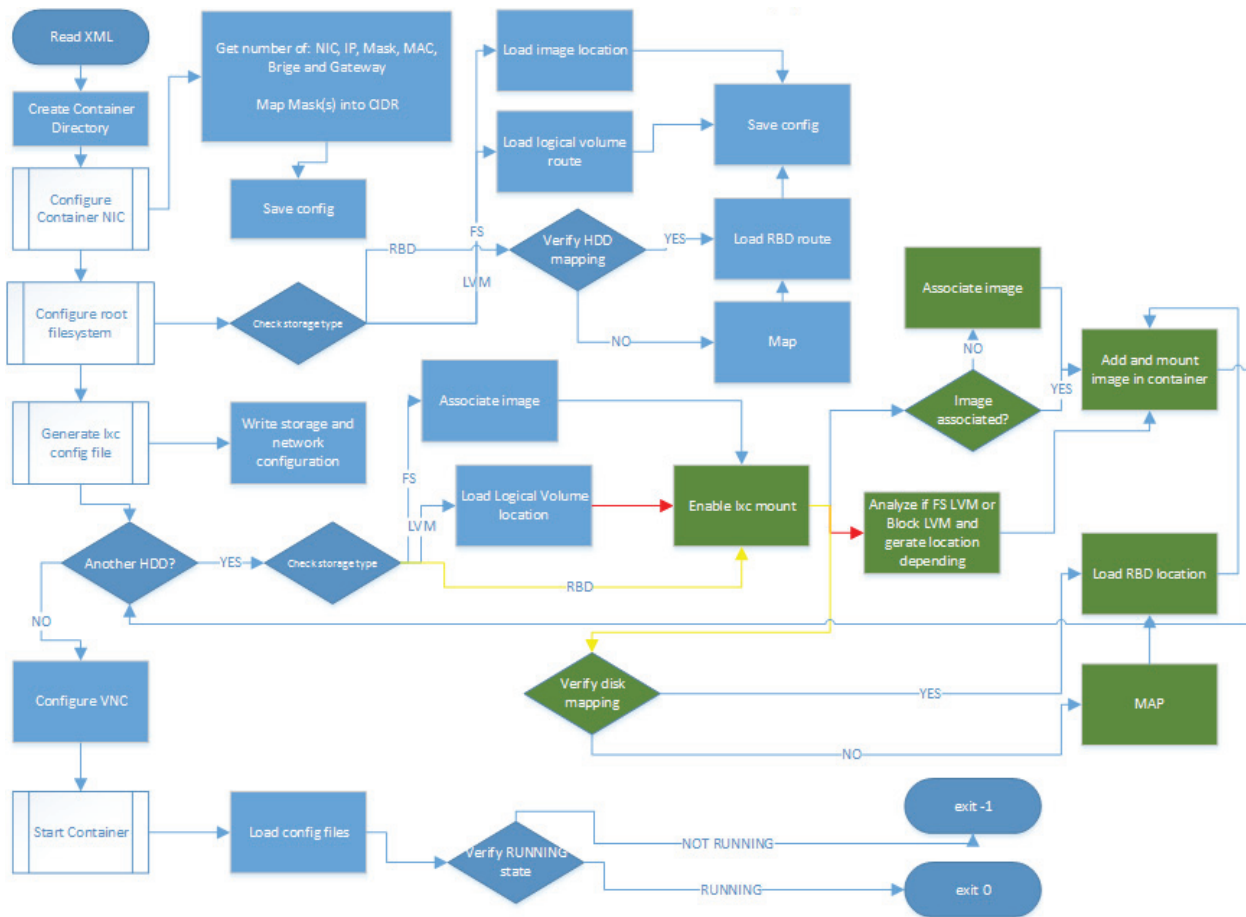 Read XML
Create Container
Directory
Configure
Container NIC
Configure root
filesystem
Generate lxc
config file
Another HDD?
NO
Configure VNC
Start Container
Get number of: NIC, IP, Mask, MAC,
Brige and Gateway
Map Mask(s) into CIDR
Save config
Check storage type
RBD
FS
LVM
Load image location
Load logical volume
route
Save config
Verify HDD
mapping
YES
NO
Load RBD route
Map
Write storage and
network
configuration
YES
Check storage type
FS
LVM
RBD
Associate image
Load Logical Volume
location
Enable lxc mount
Associate image
NO
Image
associated?
YES
Add and mount
image in container
Analyze if FS LVM or
Block LVM and
gerate location
depending
Load RBD location
Verify disk
mapping
YES
NO
MAP
Load config files
Verify RUNNING
state
NOT RUNNING
RUNNING
exit -1
exit 0